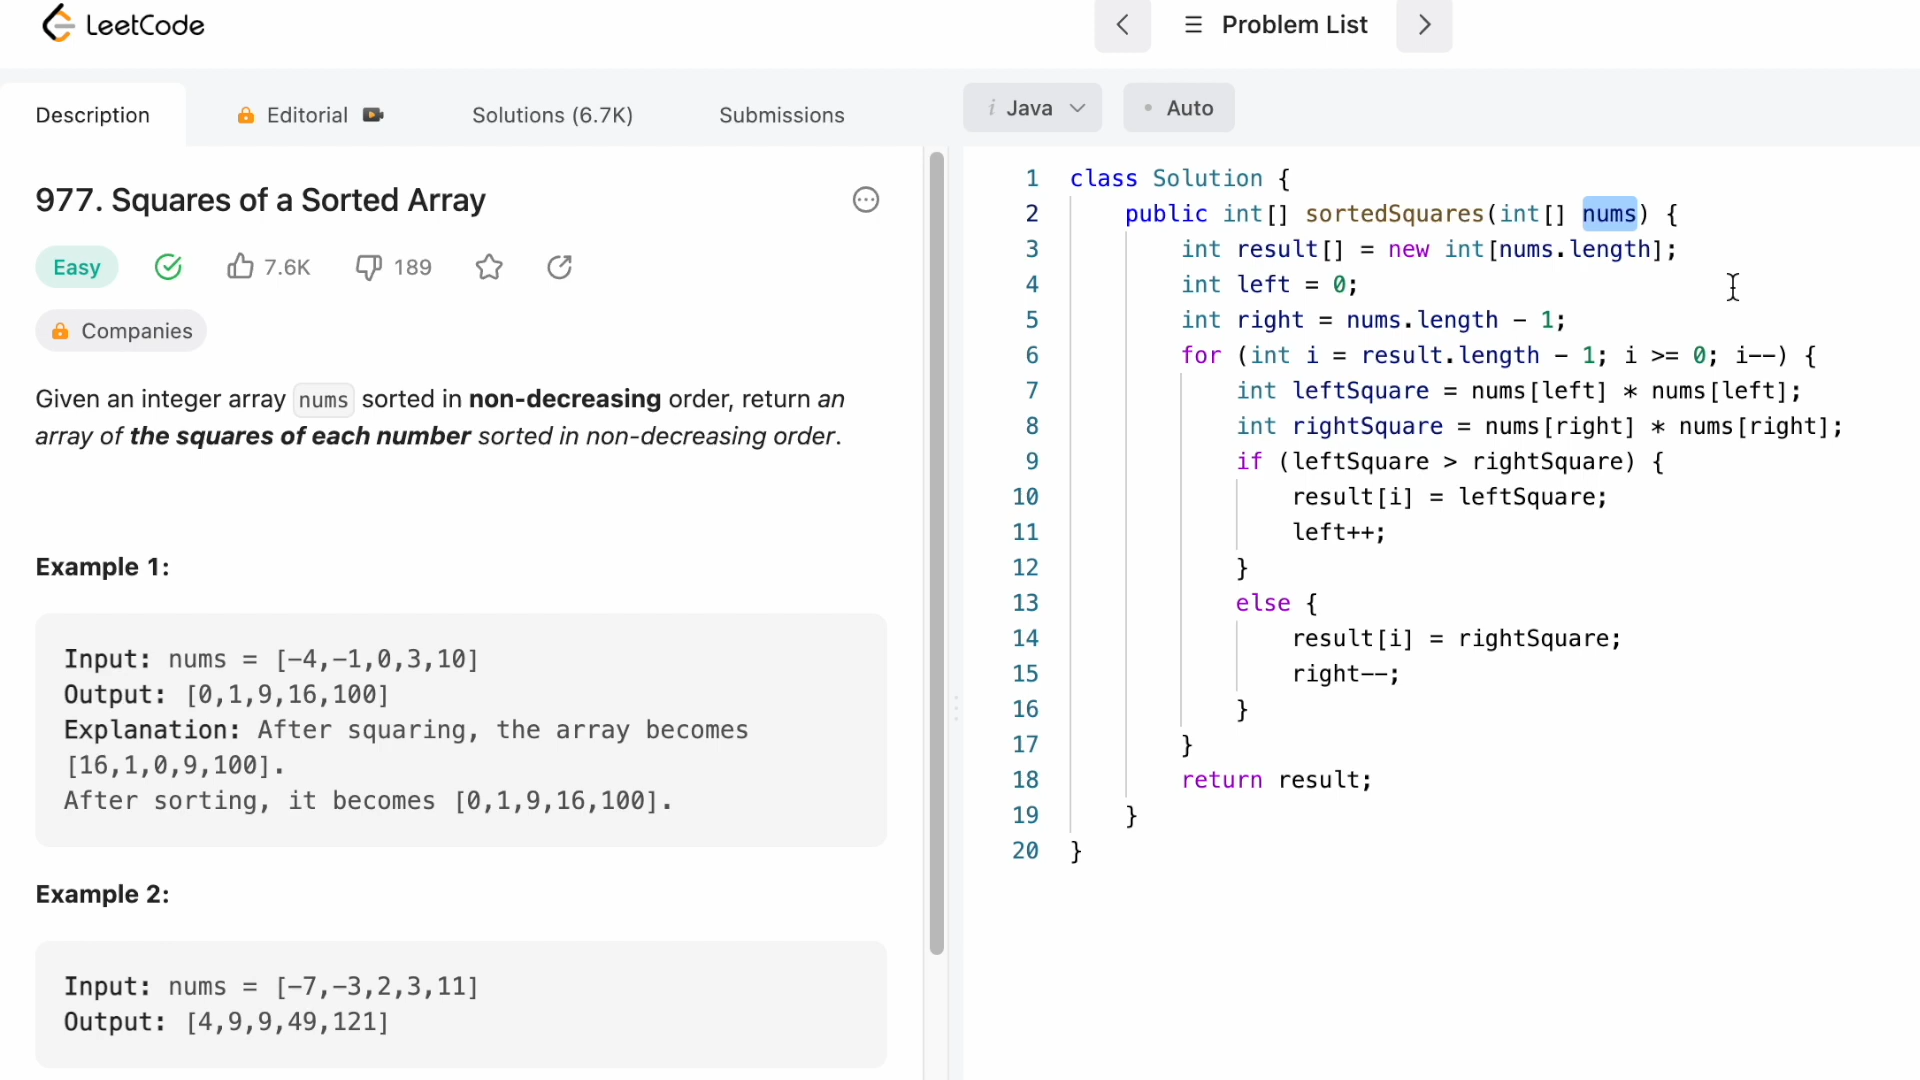 LeetCode
Problem List
Description
Editorial
Solutions (6.7K)
Submissions
i Java
Auto
977. Squares of a Sorted Array
Easy
7.6K
189
Companies
Given an integer array nums sorted in non-decreasing order, return an
array of the squares of each number sorted in non-decreasing order.
Example 1:
Input: nums = [-4,-1,0,3,10]
Output: [0,1,9,16,100]
Explanation: After squaring, the array becomes
[16,1,0,9,100].
After sorting, it becomes [0,1,9,16,100].
Example 2:
Input: nums = [-7,-3,2,3,11]
Output: [4,9,9,49,121]
1 class Solution {
2     public int[] sortedSquares(int[] nums) {
3         int result[] = new int[nums.length];
4         int left = 0;
5         int right = nums.length - 1;
6         for (int i = result.length - 1; i >= 0; i--) {
7             int leftSquare = nums[left] * nums[left];
8             int rightSquare = nums[right] * nums[right];
9             if (leftSquare > rightSquare) {
10                 result[i] = leftSquare;
11                 left++;
12             }
13             else {
14                 result[i] = rightSquare;
15                 right--;
16             }
17         }
18         return result;
19     }
20 }